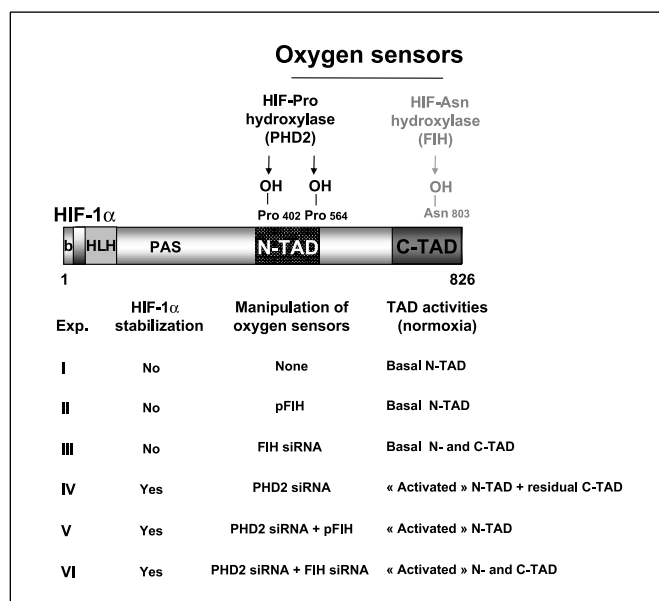 Oxygen sensors
HIF-Pro
hydroxylase
(PHD2)
HIF-Asn
hydroxylase
(FIH)
OH OH OH
Pro 402 Pro 564 Asn 803
HIF-1α
b HLH PAS N-TAD C-TAD
1 826
Exp. HIF-1α stabilization Manipulation of oxygen sensors TAD activities (normoxia)
I No None Basal N-TAD
II No pFIH Basal N-TAD
III No FIH siRNA Basal N- and C-TAD
IV Yes PHD2 siRNA « Activated » N-TAD + residual C-TAD
V Yes PHD2 siRNA + pFIH « Activated » N-TAD
VI Yes PHD2 siRNA + FIH siRNA « Activated » N- and C-TAD